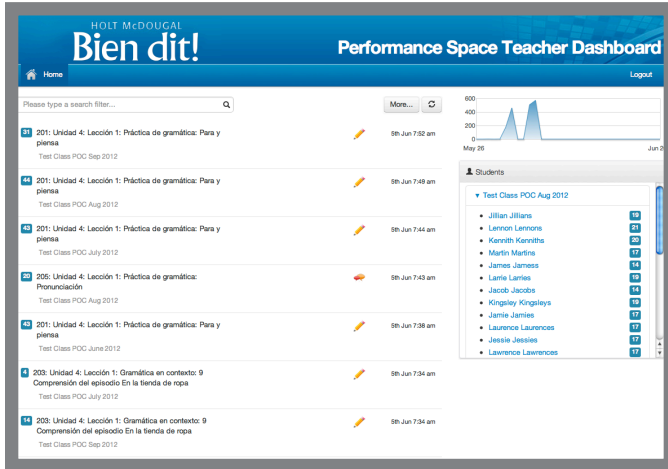 HOLT McDOUGAL
Bien dit!
Performance Space Teacher Dashboard
Home
Logout
Please type a search filter...
More...
31 201: Unidad 4: Lección 1: Práctica de gramática: Para y
piensa
5th Jun 7:52 am
Test Class POC Sep 2012
44 201: Unidad 4: Lección 1: Práctica de gramática: Para y
piensa
5th Jun 7:49 am
Test Class POC Aug 2012
43 201: Unidad 4: Lección 1: Práctica de gramática: Para y
piensa
5th Jun 7:44 am
Test Class POC July 2012
20 205: Unidad 4: Lección 1: Práctica de gramática:
Pronunciación
5th Jun 7:43 am
Test Class POC Aug 2012
43 201: Unidad 4: Lección 1: Práctica de gramática: Para y
piensa
5th Jun 7:38 am
Test Class POC June 2012
4 203: Unidad 4: Lección 1: Gramática en contexto: 9
Comprensión del episodio En la tienda de ropa
5th Jun 7:34 am
Test Class POC July 2012
14 203: Unidad 4: Lección 1: Gramática en contexto: 9
Comprensión del episodio En la tienda de ropa
5th Jun 7:34 am
Test Class POC Sep 2012
600
400
200
0
May 26
Jun 2
Students
Test Class POC Aug 2012
Jillian Jillians 19
Lennon Lennons 21
Kennith Kenniths 20
Martin Martins 17
James Jamess 14
Larrie Larries 19
Jacob Jacobs 14
Kingsley Kingsleys 19
Jamie Jamies 17
Laurence Laurences 17
Jessie Jessies 17
Lawrence Lawrences 17